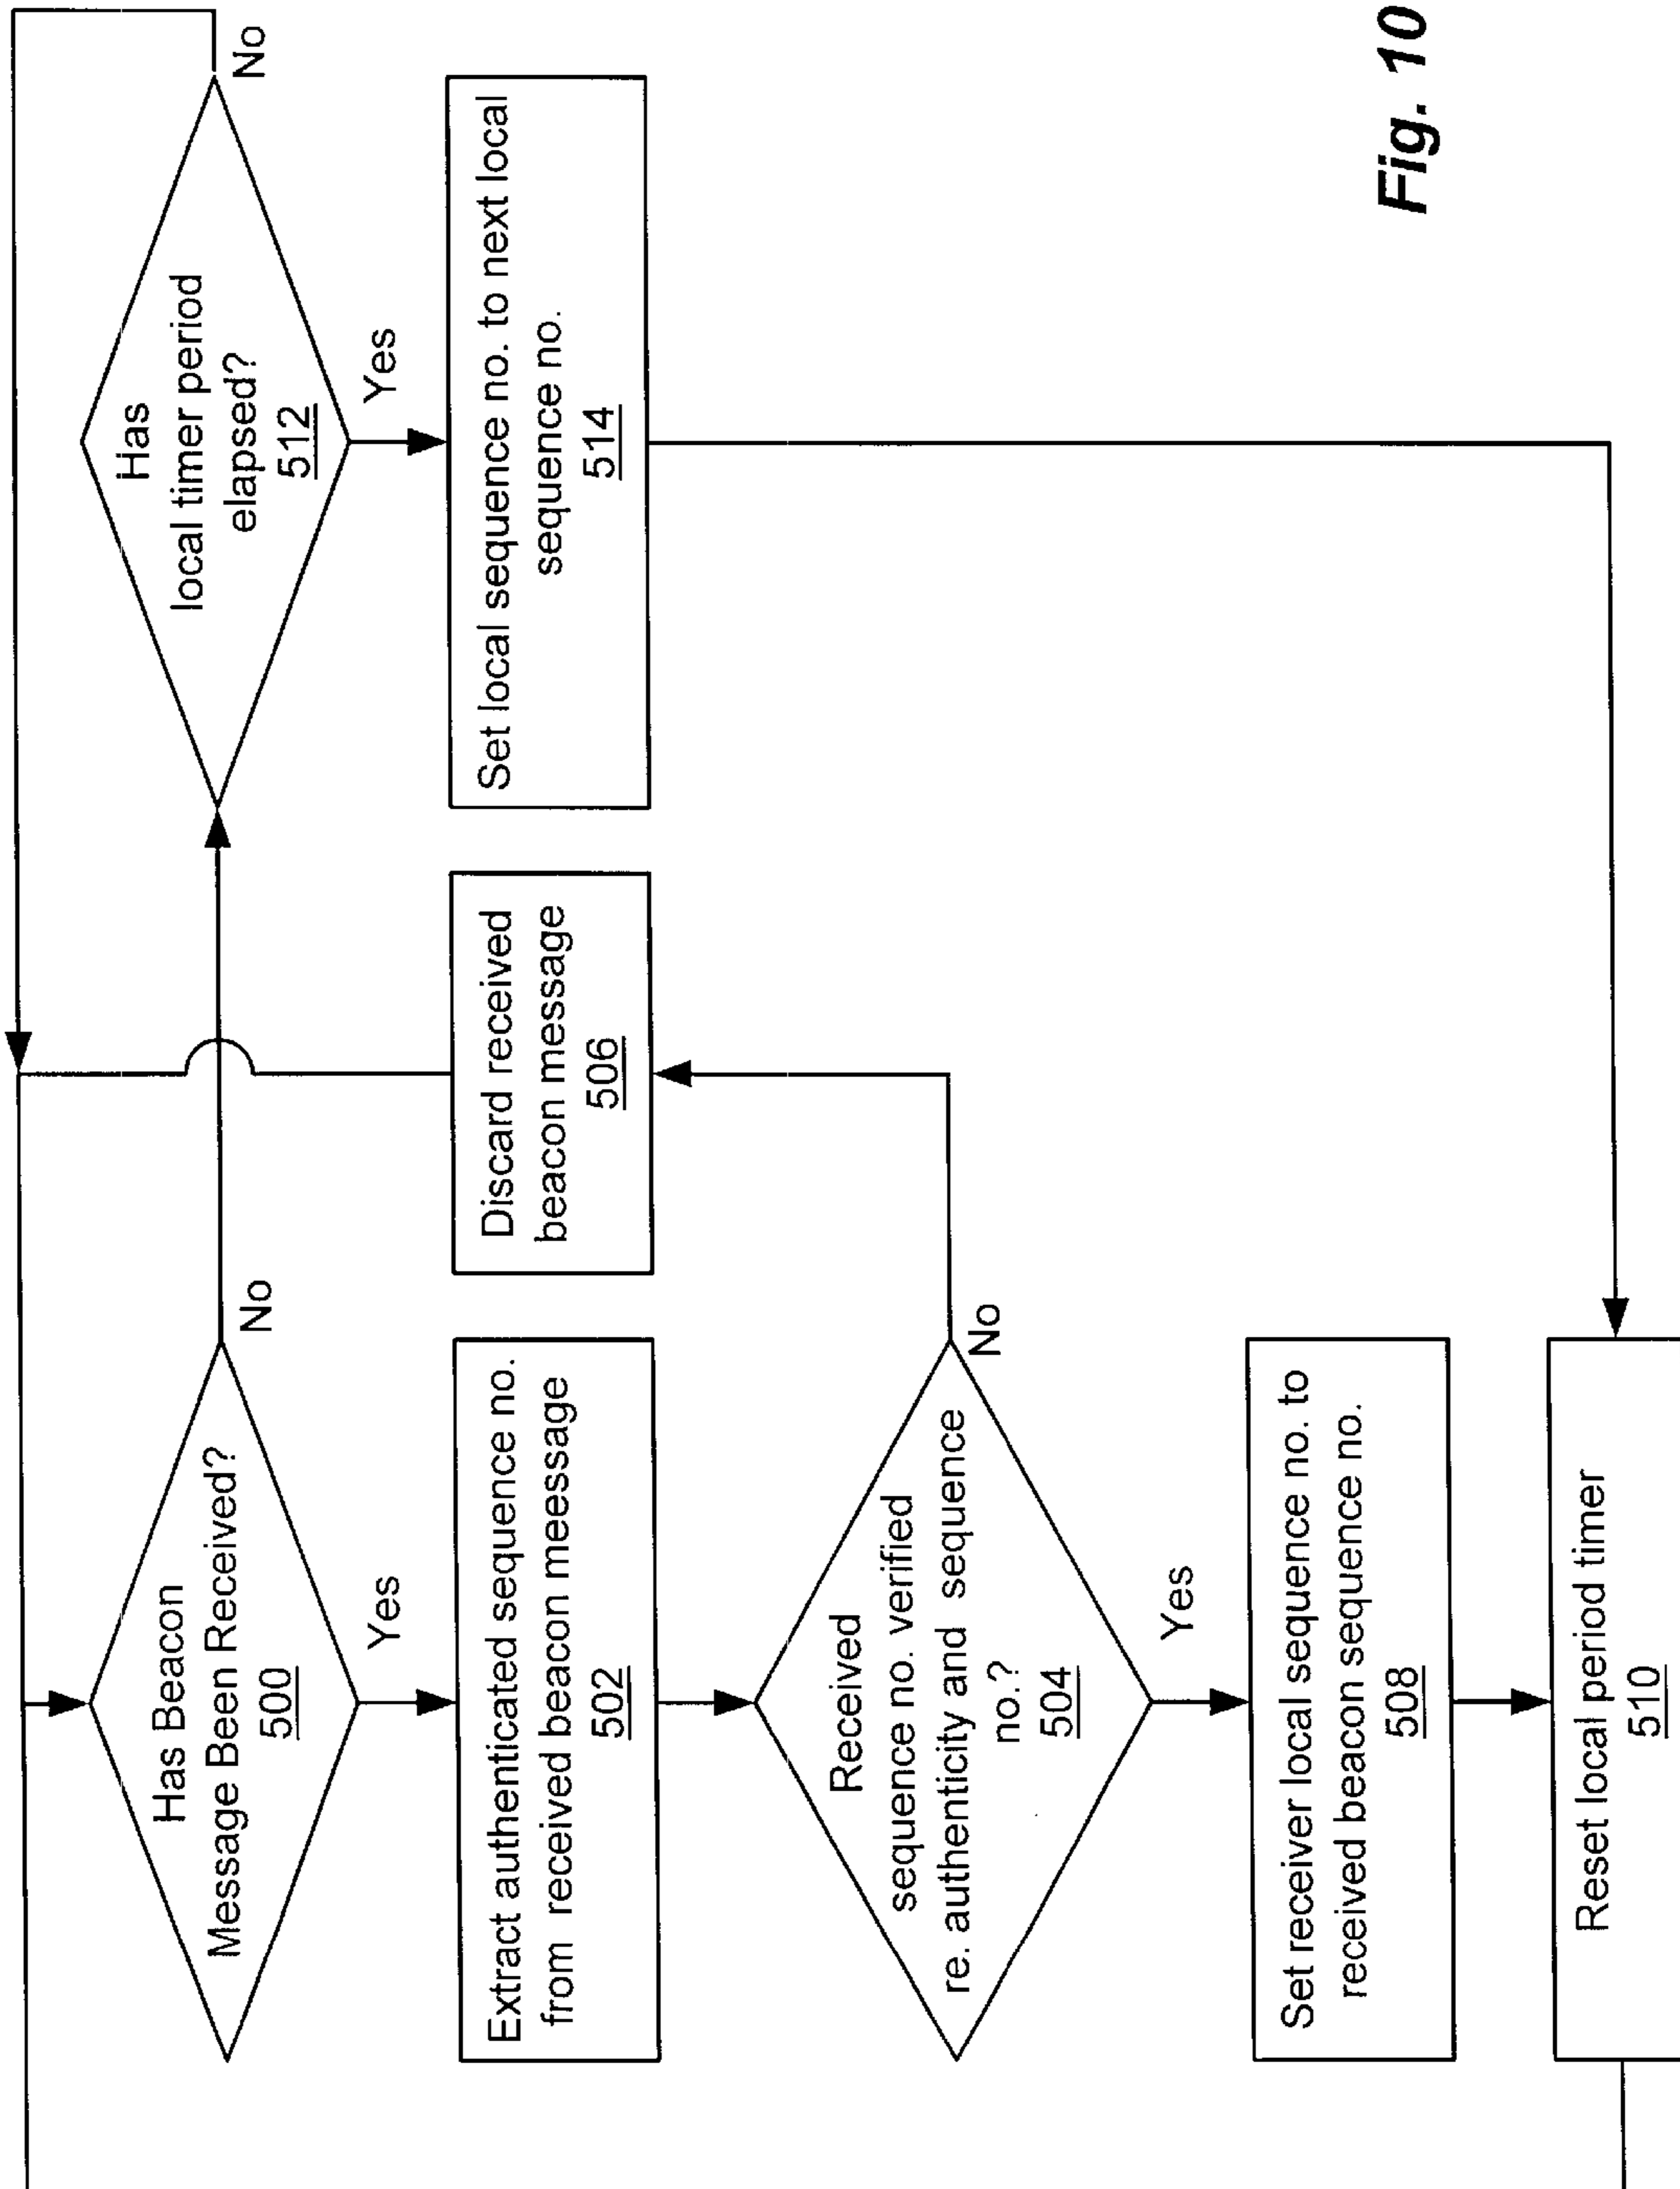 Has Beacon
Message Been Received?
500
No
Yes
Extract authenticated sequence no.
from received beacon meessage
502
Received
sequence no. verified
re. authenticity and sequence
no.?
504
No
Yes
Discard received
beacon message
506
Set receiver local sequence no. to
received beacon sequence no.
508
Reset local period timer
510
Has
local timer period
elapsed?
512
No
Yes
Set local sequence no. to next local
sequence no.
514
Fig. 10